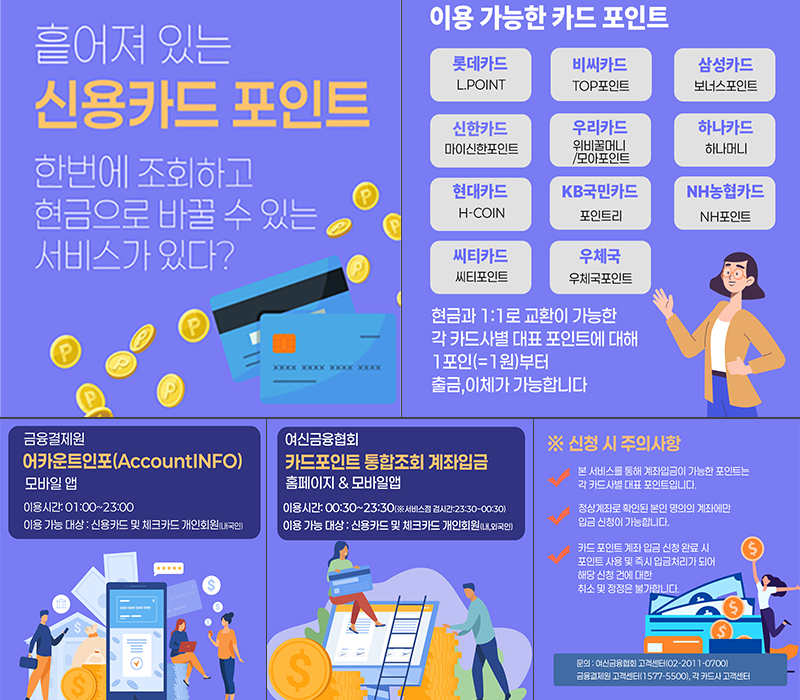 흩어져 있는
신용카드 포인트
한번에 조회하고
현금으로 바꿀 수 있는
서비스가 있다?
이용 가능한 카드 포인트
롯데카드
L.POINT
비씨카드
TOP포인트
삼성카드
보너스포인트
신한카드
마이신한포인트
우리카드
위비꿀머니
/모아포인트
하나카드
하나머니
현대카드
H-COIN
KB국민카드
포인트리
NH농협카드
NH포인트
씨티카드
씨티포인트
우체국
우체국포인트
현금과 1:1로 교환이 가능한
각 카드사별 대표 포인트에 대해
1포인(=1원)부터
출금,이체가 가능합니다
금융결제원
어카운트인포(AccountINFO)
모바일 앱
이용시간: 01:00~23:00
이용 가능 대상 : 신용카드 및 체크카드 개인회원(내국인)
여신금융협회
카드포인트 통합조회 계좌입금
홈페이지 & 모바일앱
이용시간: 00:30~23:30(※서비스점 검시간:23:30~00:30)
이용 가능 대상 : 신용카드 및 체크카드 개인회원(내,외국인)
※ 신청 시 주의사항
본 서비스를 통해 계좌입금이 가능한 포인트는
각 카드사별 대표 포인트입니다.
정상계좌로 확인된 본인 명의의 계좌에만
입금 신청이 가능합니다.
카드 포인트 계좌 입금 신청 완료 시
포인트 사용 및 즉시 입금처리가 되어
해당 신청 건에 대한
취소 및 정정은 불가합니다.
문의 : 여신금융협회 고객센터(02-2011-0700)
금융결제원 고객센터(1577-5500), 각 카드사 고객센터